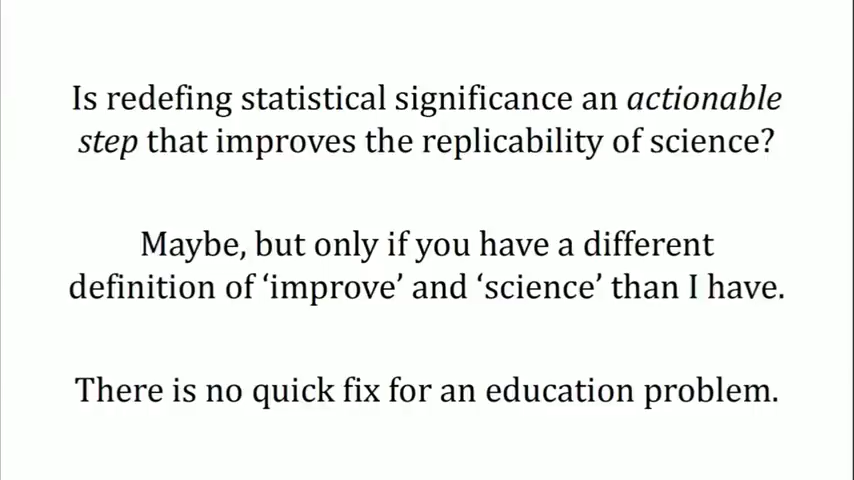 Is redefing statistical significance an actionable
step that improves the replicability of science?
Maybe, but only if you have a different
definition of ‘improve’ and ‘science’ than I have.
There is no quick fix for an education problem.